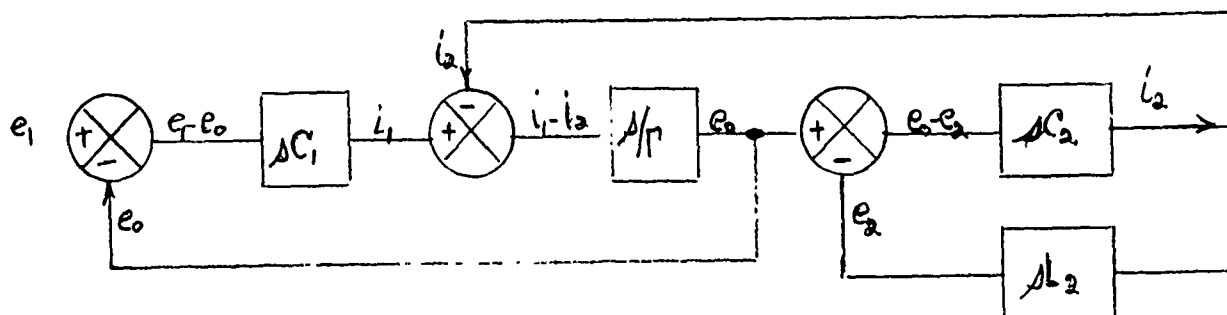 i₂
e₁ + − e₁-e₀ sC₁ i₁ + − i₁-i₂ s/Γ e₀ + − e₀-e₂ sC₂ i₂
e₀
e₂
sL₂